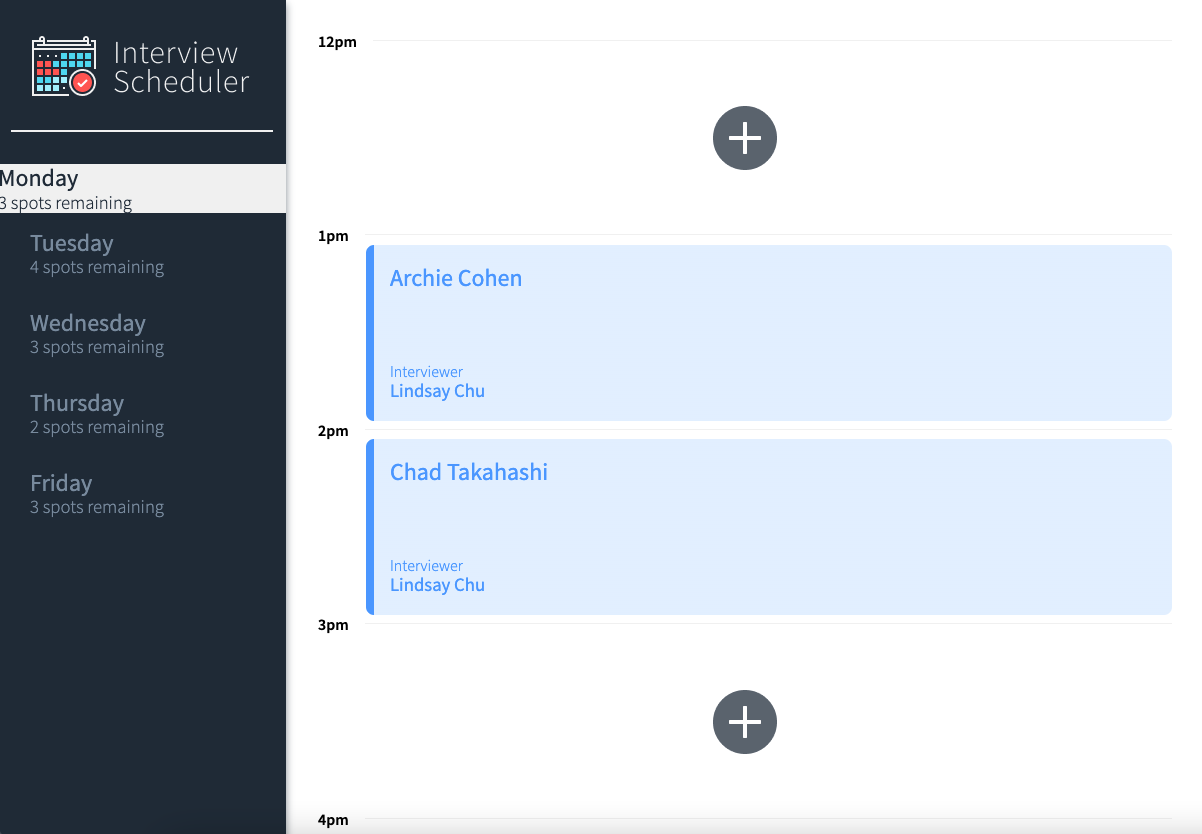 Interview
Scheduler
Monday
3 spots remaining
Tuesday
4 spots remaining
Wednesday
3 spots remaining
Thursday
2 spots remaining
Friday
3 spots remaining
12pm
1pm
Archie Cohen
Interviewer
Lindsay Chu
2pm
Chad Takahashi
Interviewer
Lindsay Chu
3pm
4pm